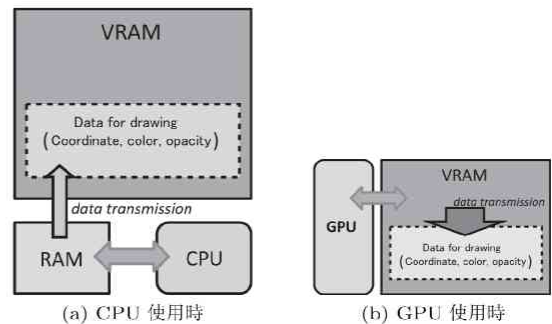 VRAM
Data for drawing
(Coordinate, color, opacity)
data transmission
RAM
CPU
(a) CPU 使用時
VRAM
GPU
data transmission
Data for drawing
(Coordinate, color, opacity)
(b) GPU 使用時